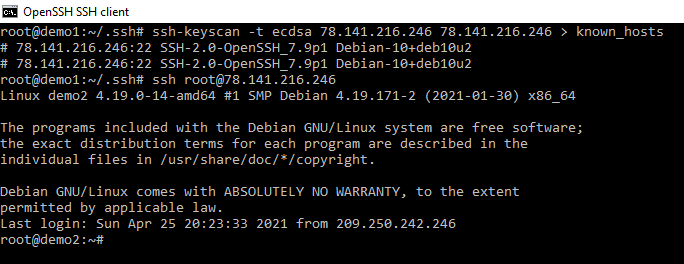 OpenSSH SSH client
root@demo1:~/.ssh# ssh-keyscan -t ecdsa 78.141.216.246 78.141.216.246 > known_hosts
# 78.141.216.246:22 SSH-2.0-OpenSSH_7.9p1 Debian-10+deb10u2
# 78.141.216.246:22 SSH-2.0-OpenSSH_7.9p1 Debian-10+deb10u2
root@demo1:~/.ssh# ssh root@78.141.216.246
Linux demo2 4.19.0-14-amd64 #1 SMP Debian 4.19.171-2 (2021-01-30) x86_64
The programs included with the Debian GNU/Linux system are free software;
the exact distribution terms for each program are described in the
individual files in /usr/share/doc/*/copyright.
Debian GNU/Linux comes with ABSOLUTELY NO WARRANTY, to the extent
permitted by applicable law.
Last login: Sun Apr 25 20:23:33 2021 from 209.250.242.246
root@demo2:~#